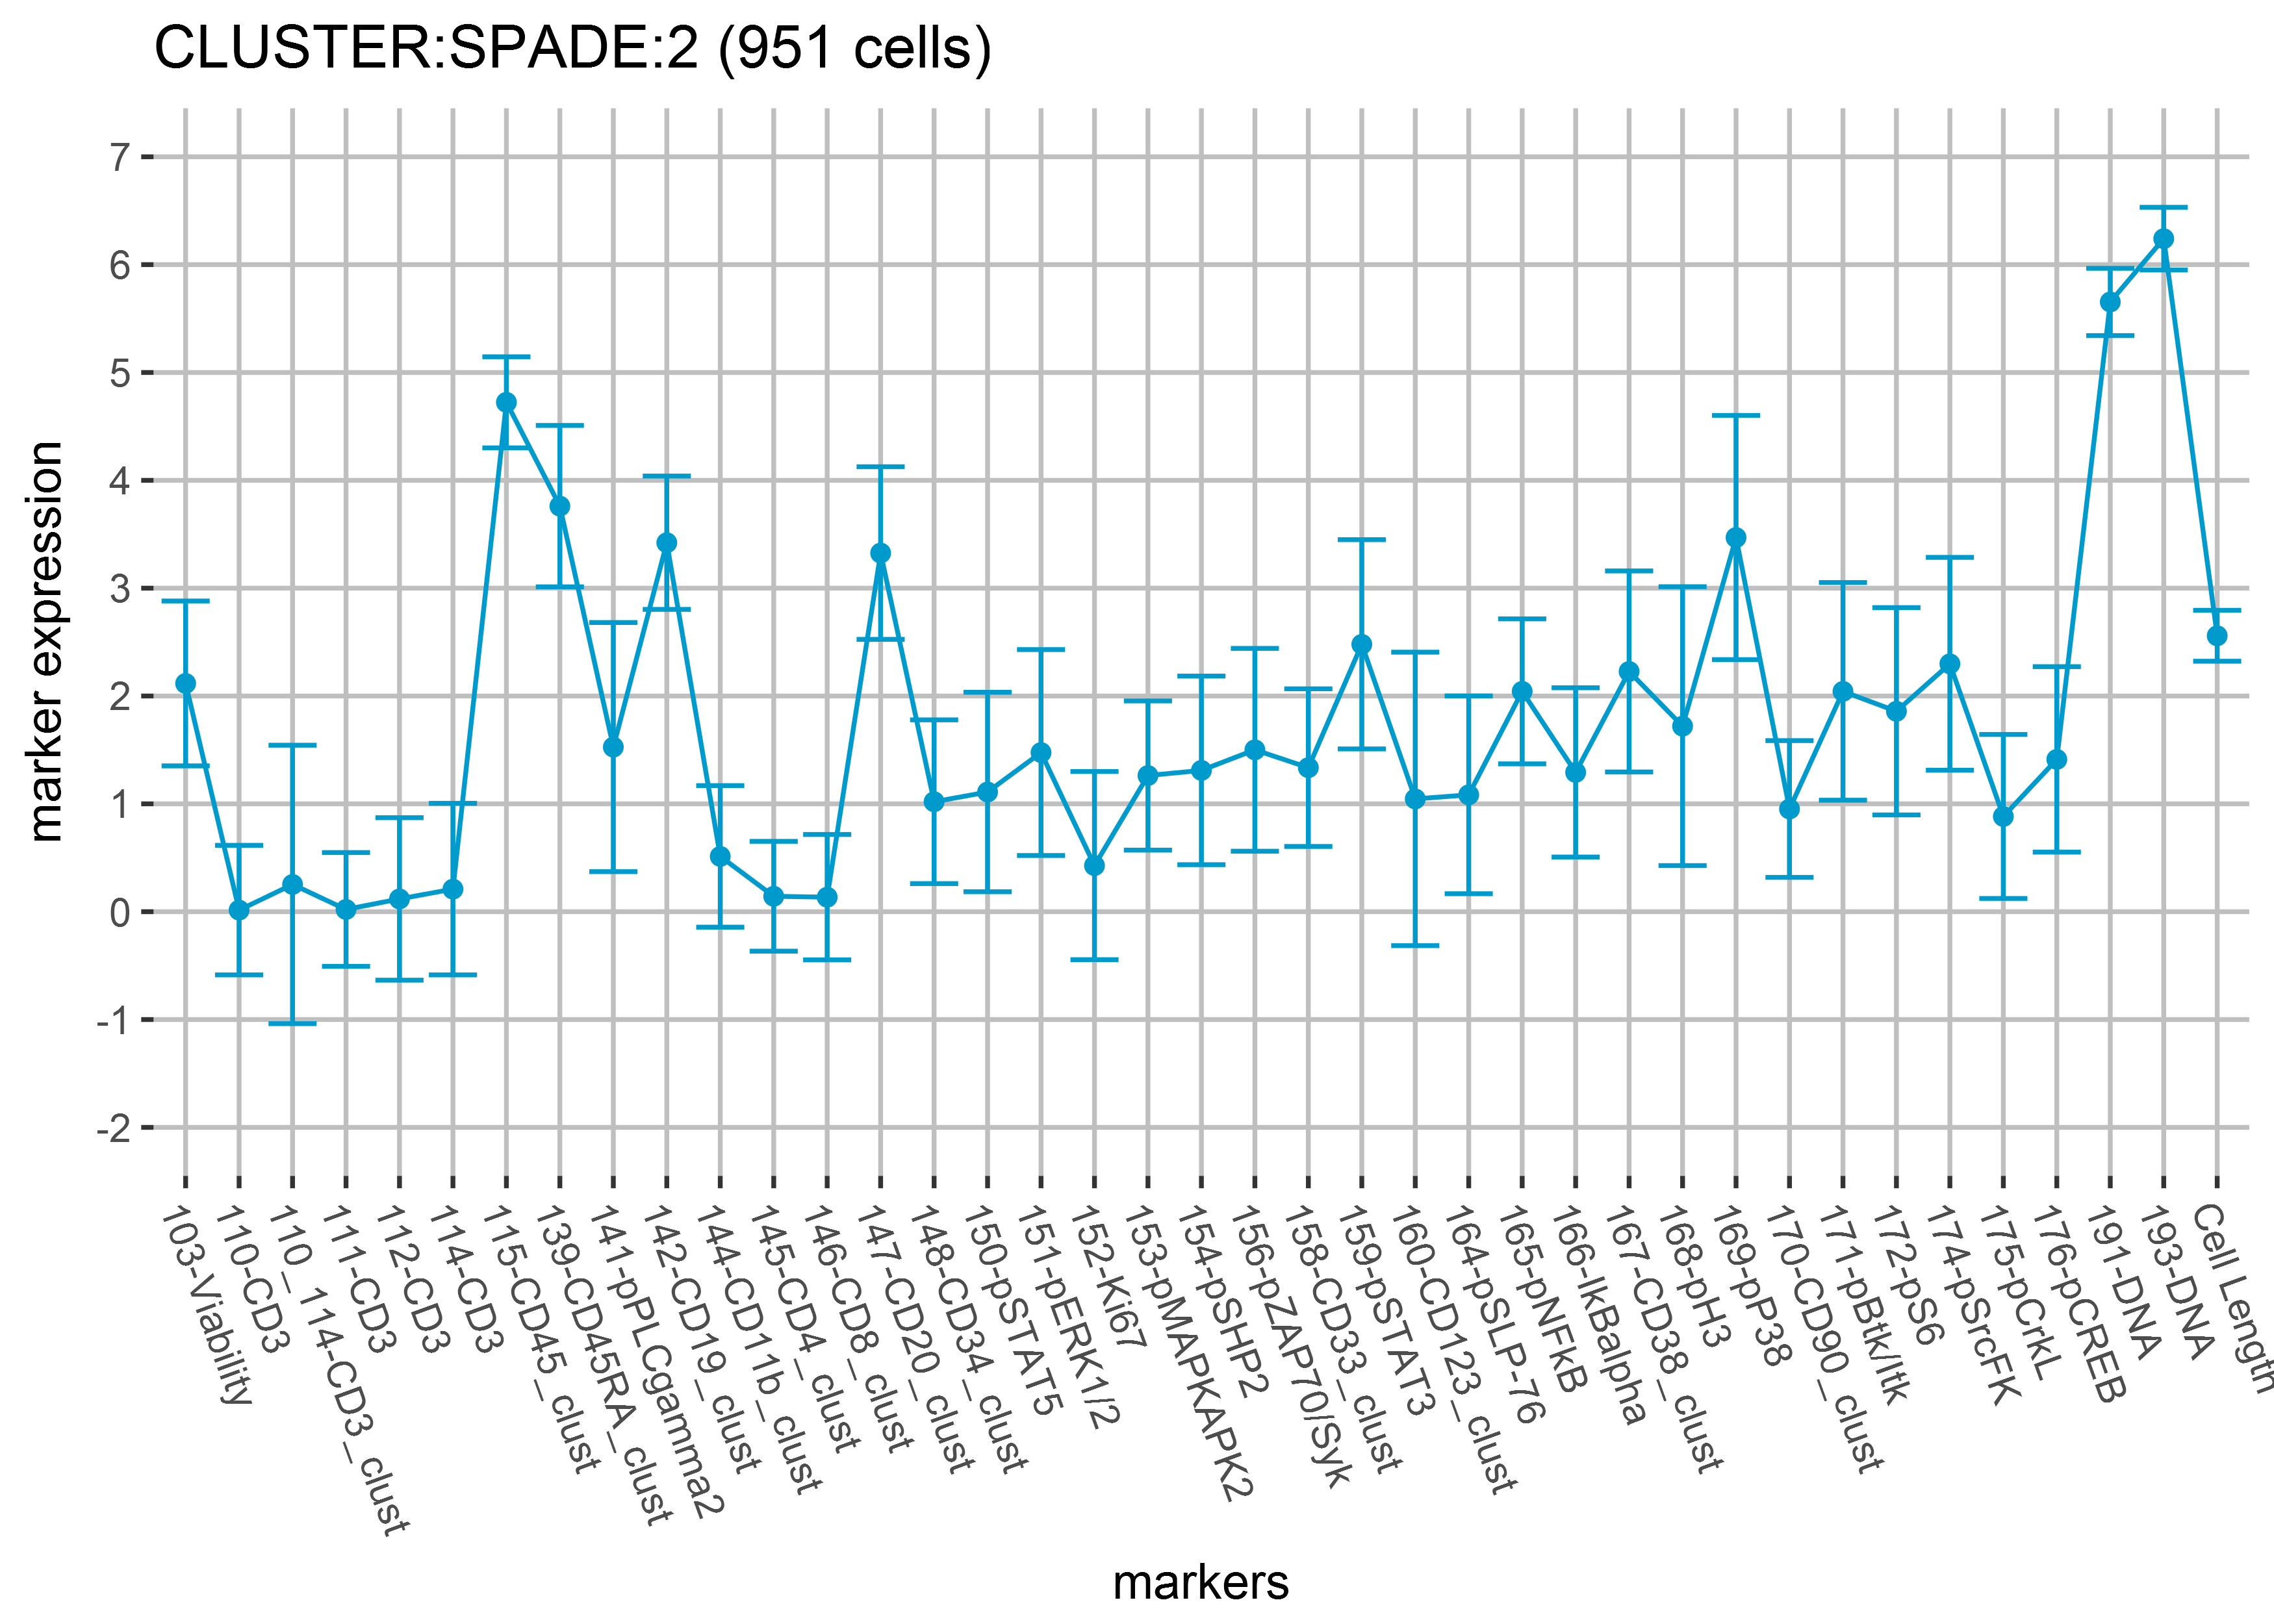 CLUSTER:SPADE:2 (951 cells)
marker expression
7
6
5
4
3
2
1
0
-1
-2
103-Viability
110-CD3
110_114-CD3_clust
111-CD3
112-CD3
114-CD3
115-CD45_clust
139-CD45RA_clust
141-pPLCgamma2
142-CD19_clust
144-CD11b_clust
145-CD4_clust
146-CD8_clust
147-CD20_clust
148-CD34_clust
150-pSTAT5
151-pERK1/2
152-Ki67
153-pMAPKAPK2
154-pSHP2
156-pZAP70/Syk
158-CD33_clust
159-pSTAT3
160-CD123_clust
164-pSLP-76
165-pNFkB
166-IkBalpha
167-CD38_clust
168-pH3
169-pP38
170-CD90_clust
171-pBtk/Itk
172-pS6
174-pSrcFK
175-pCrkL
176-pCREB
191-DNA
193-DNA
Cell Length
markers